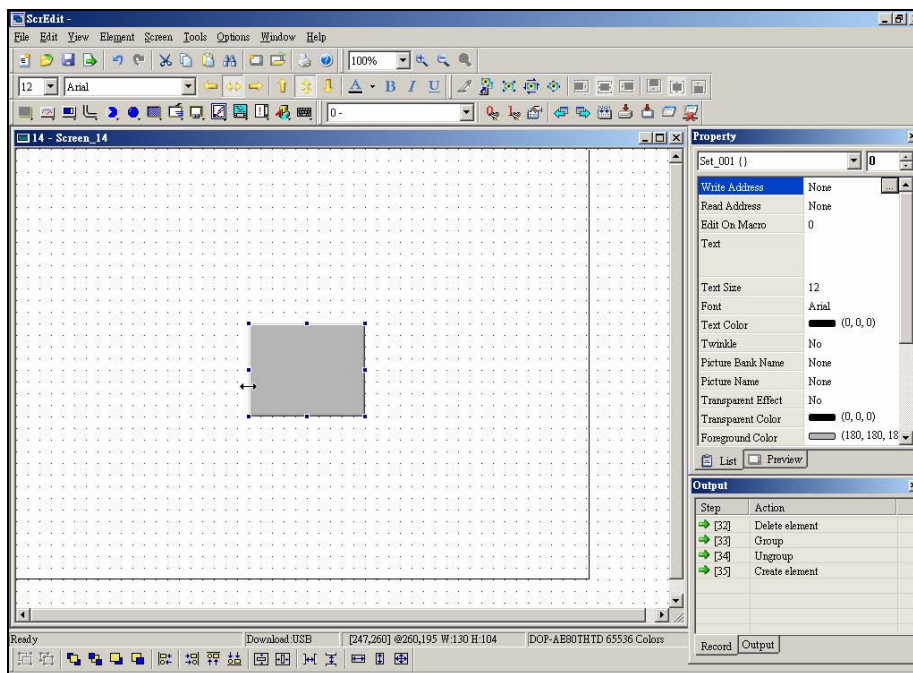 ScrEdit -
File Edit View Element Screen Tools Options Window Help
100%
12 Arial
A B I U
0 -
14 - Screen_14
Property
Set_001 {} 0
Write Address None ...
Read Address None
Edit On Macro 0
Text
Text Size 12
Font Arial
Text Color (0, 0, 0)
Twinkle No
Picture Bank Name None
Picture Name None
Transparent Effect No
Transparent Color (0, 0, 0)
Foreground Color (180, 180, 18
List Preview
Output
Step Action
[32] Delete element
[33] Group
[34] Ungroup
[35] Create element
Record Output
Ready Download:USB [247,260] @260,195 W:130 H:104 DOP-AE80THTD 65536 Colors